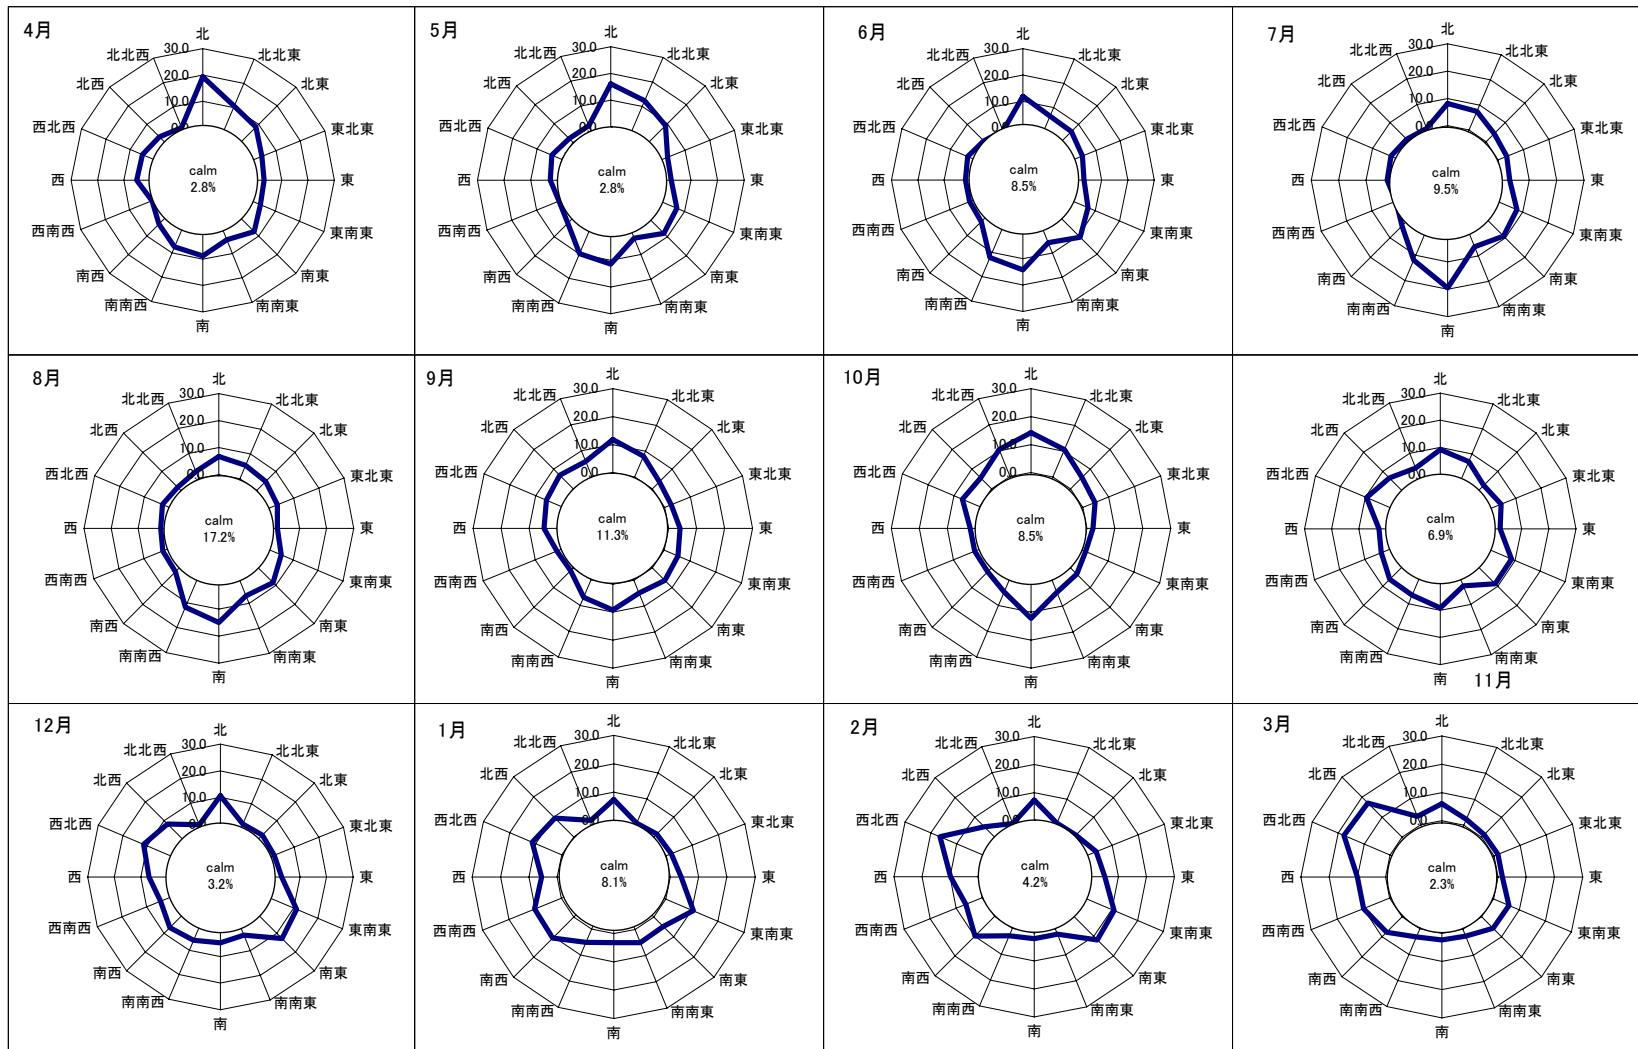 4月
北
北北東
北東
東北東
東
東南東
南東
南南東
南
南南西
南西
西南西
西
西北西
北西
北北西
30.0
20.0
10.0
0.0
calm
2.8%
5月
北
北北東
北東
東北東
東
東南東
南東
南南東
南
南南西
南西
西南西
西
西北西
北西
北北西
30.0
20.0
10.0
0.0
calm
2.8%
6月
北
北北東
北東
東北東
東
東南東
南東
南南東
南
南南西
南西
西南西
西
西北西
北西
北北西
30.0
20.0
10.0
0.0
calm
8.5%
7月
北
北北東
北東
東北東
東
東南東
南東
南南東
南
南南西
南西
西南西
西
西北西
北西
北北西
30.0
20.0
10.0
0.0
calm
9.5%
8月
北
北北東
北東
東北東
東
東南東
南東
南南東
南
南南西
南西
西南西
西
西北西
北西
北北西
30.0
20.0
10.0
0.0
calm
17.2%
9月
北
北北東
北東
東北東
東
東南東
南東
南南東
南
南南西
南西
西南西
西
西北西
北西
北北西
30.0
20.0
10.0
0.0
calm
11.3%
10月
北
北北東
北東
東北東
東
東南東
南東
南南東
南
南南西
南西
西南西
西
西北西
北西
北北西
30.0
20.0
10.0
0.0
calm
8.5%
北
北北東
北東
東北東
東
東南東
南東
南南東
南
南南西
南西
西南西
西
西北西
北西
北北西
30.0
20.0
10.0
0.0
calm
6.9%
11月
12月
北
北北東
北東
東北東
東
東南東
南東
南南東
南
南南西
南西
西南西
西
西北西
北西
北北西
30.0
20.0
10.0
0.0
calm
3.2%
1月
北
北北東
北東
東北東
東
東南東
南東
南南東
南
南南西
南西
西南西
西
西北西
北西
北北西
30.0
20.0
10.0
0.0
calm
8.1%
2月
北
北北東
北東
東北東
東
東南東
南東
南南東
南
南南西
南西
西南西
西
西北西
北西
北北西
30.0
20.0
10.0
0.0
calm
4.2%
3月
北
北北東
北東
東北東
東
東南東
南東
南南東
南
南南西
南西
西南西
西
西北西
北西
北北西
30.0
20.0
10.0
0.0
calm
2.3%